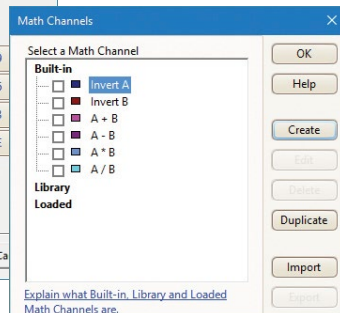 Math Channels
Select a Math Channel
Built-in
Invert A
Invert B
A + B
A - B
A * B
A / B
Library
Loaded
Explain what Built-in, Library and Loaded
Math Channels are.
OK
Help
Create
Edit
Delete
Duplicate
Import
Export